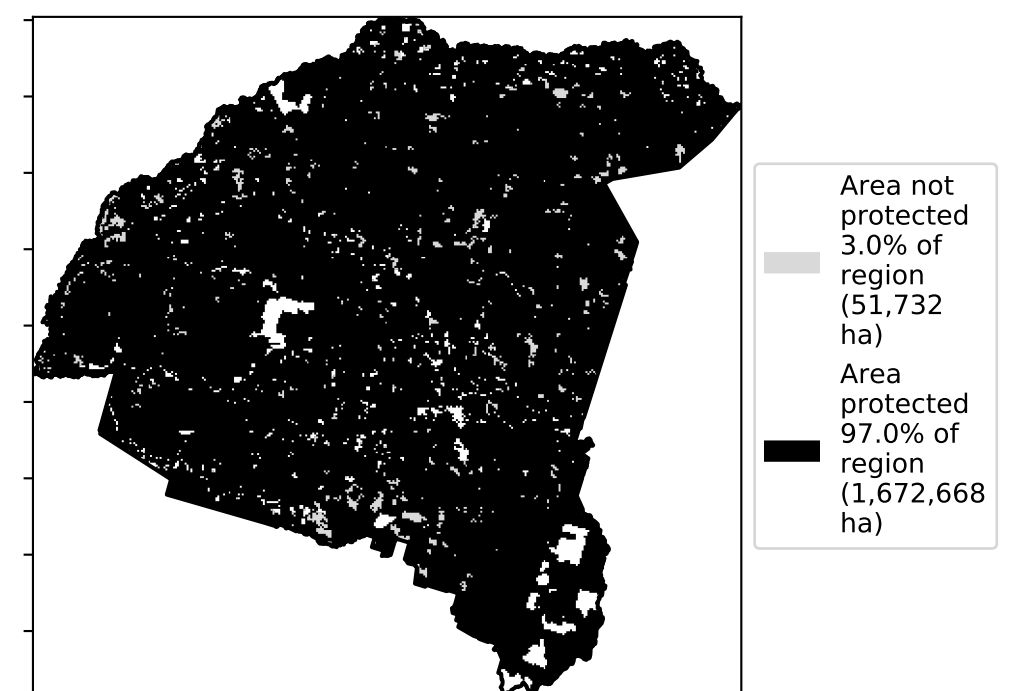 Area not
protected
3.0% of
region
(51,732
ha)
Area
protected
97.0% of
region
(1,672,668
ha)